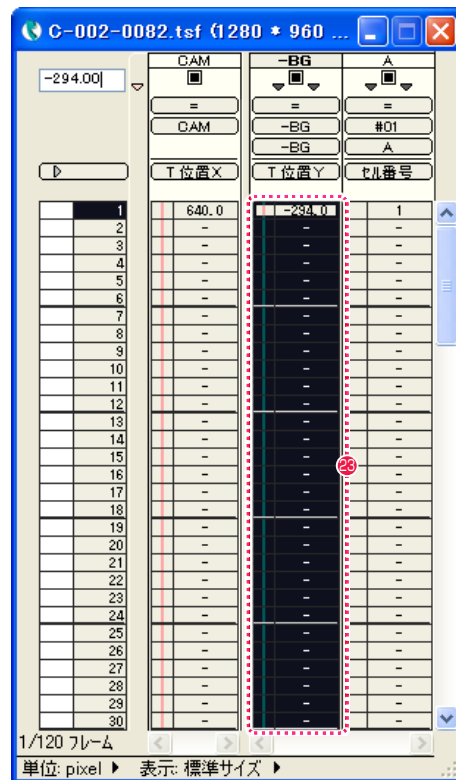 C-002-0082.tsf (1280 * 960 ...
CAM -BG A
-294.00
= = =
CAM -BG #01
-BG A
T 位置X T 位置Y セル番号
1 640.0 -294.0 1
2 - - -
3 - - -
4 - - -
5 - - -
6 - - -
7 - - -
8 - - -
9 - - -
10 - - -
11 - - -
12 - - -
13 - - -
14 - - -
15 - - -
16 - - -
17 - - -
18 - - -
19 - - -
20 - - -
21 - - -
22 - - -
23 - - -
24 - - -
25 - - -
26 - - -
27 - - -
28 - - -
29 - - -
30 - - -
23
1/120 フレーム
単位: pixel 表示: 標準サイズ